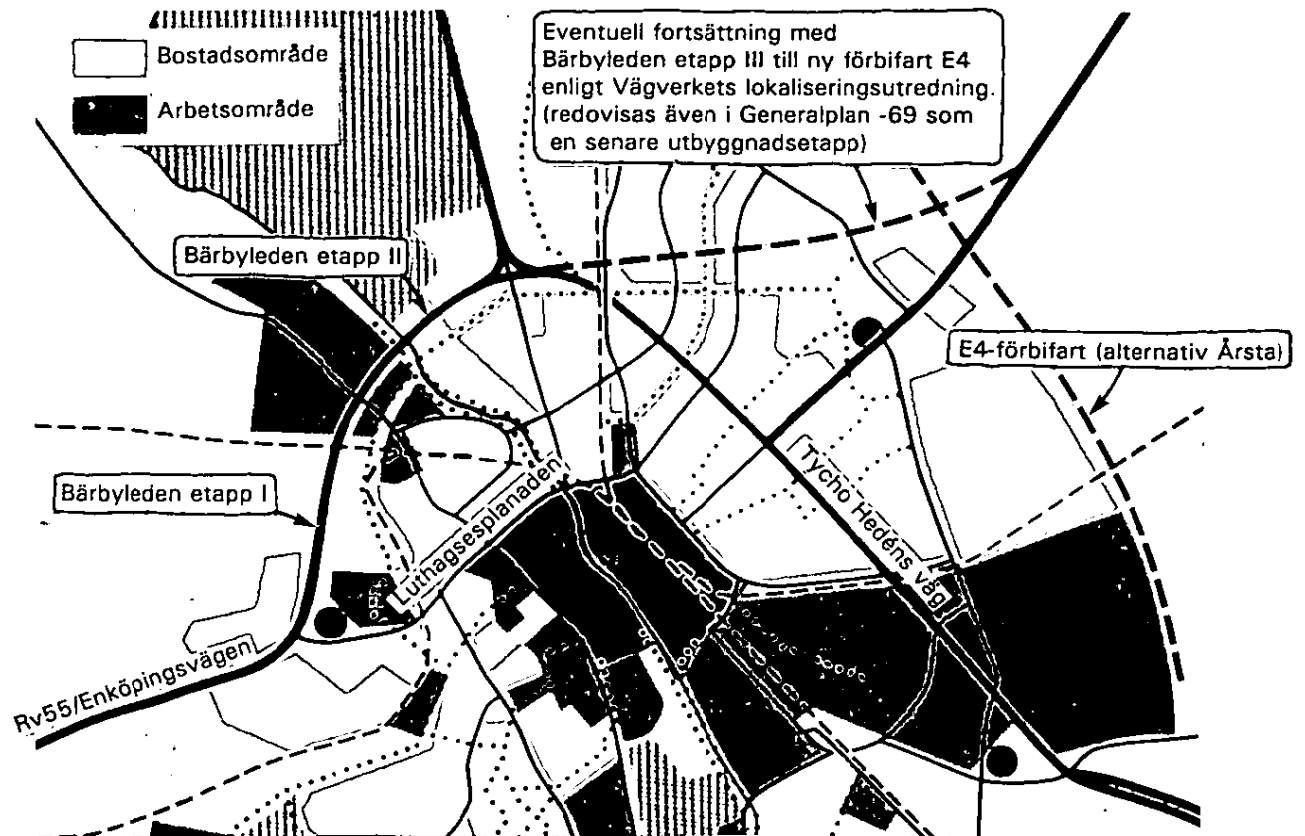 Bostadsområde
Arbetsområde
Eventuell fortsättning med
Bärbyleden etapp III till ny förbifart E4
enligt Vägverkets lokaliseringsutredning.
(redovisas även i Generalplan -69 som
en senare utbyggnadsetapp)
Bärbyleden etapp II
E4-förbifart (alternativ Årsta)
Bärbyleden etapp I
Luthagsesplanaden
Tycho Hedéns väg
Rv55/Enköpingsvägen